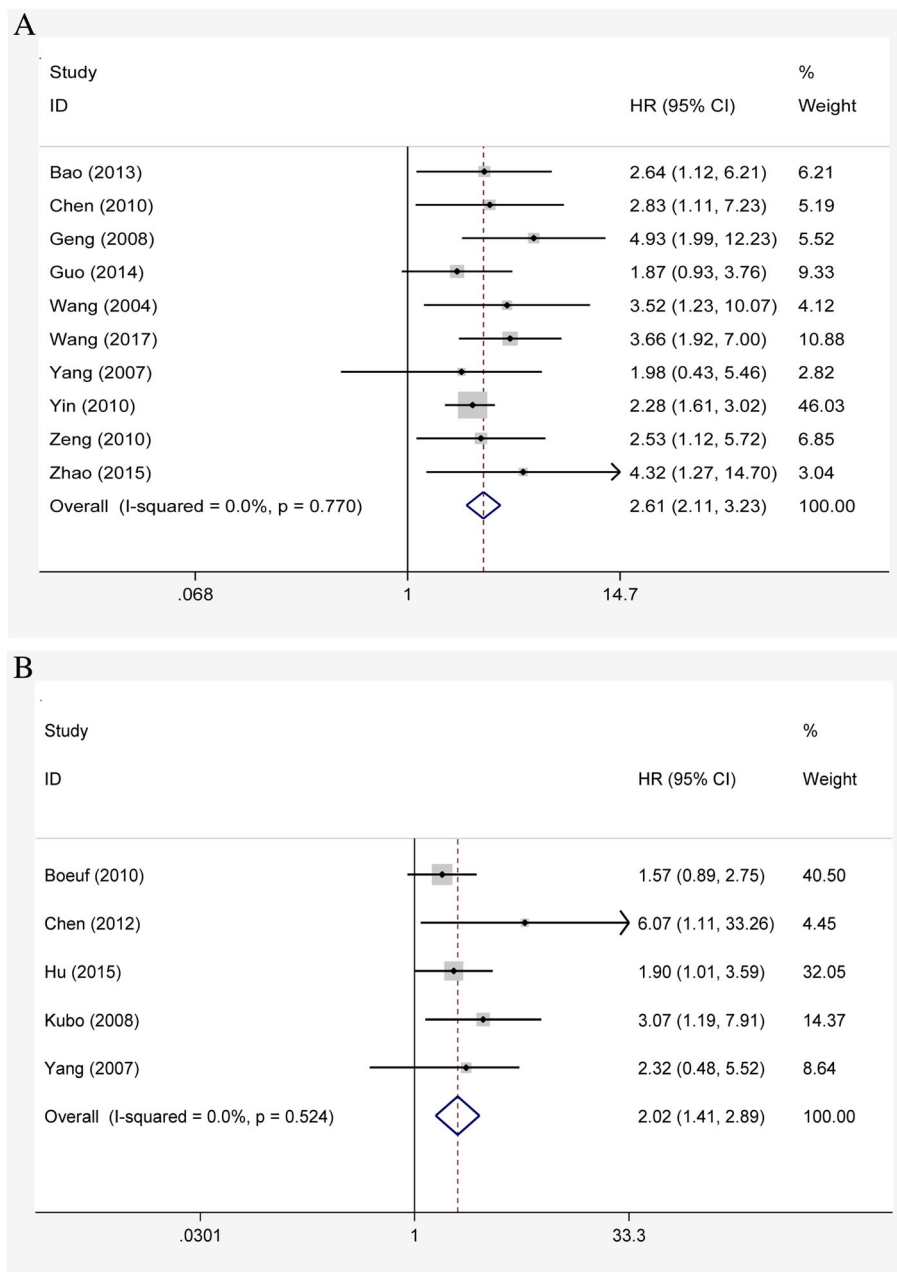 A
Study %
ID HR (95% CI) Weight
Bao (2013) 2.64 (1.12, 6.21) 6.21
Chen (2010) 2.83 (1.11, 7.23) 5.19
Geng (2008) 4.93 (1.99, 12.23) 5.52
Guo (2014) 1.87 (0.93, 3.76) 9.33
Wang (2004) 3.52 (1.23, 10.07) 4.12
Wang (2017) 3.66 (1.92, 7.00) 10.88
Yang (2007) 1.98 (0.43, 5.46) 2.82
Yin (2010) 2.28 (1.61, 3.02) 46.03
Zeng (2010) 2.53 (1.12, 5.72) 6.85
Zhao (2015) 4.32 (1.27, 14.70) 3.04
Overall (I-squared = 0.0%, p = 0.770) 2.61 (2.11, 3.23) 100.00
.068 1 14.7
B
Study %
ID HR (95% CI) Weight
Boeuf (2010) 1.57 (0.89, 2.75) 40.50
Chen (2012) 6.07 (1.11, 33.26) 4.45
Hu (2015) 1.90 (1.01, 3.59) 32.05
Kubo (2008) 3.07 (1.19, 7.91) 14.37
Yang (2007) 2.32 (0.48, 5.52) 8.64
Overall (I-squared = 0.0%, p = 0.524) 2.02 (1.41, 2.89) 100.00
.0301 1 33.3